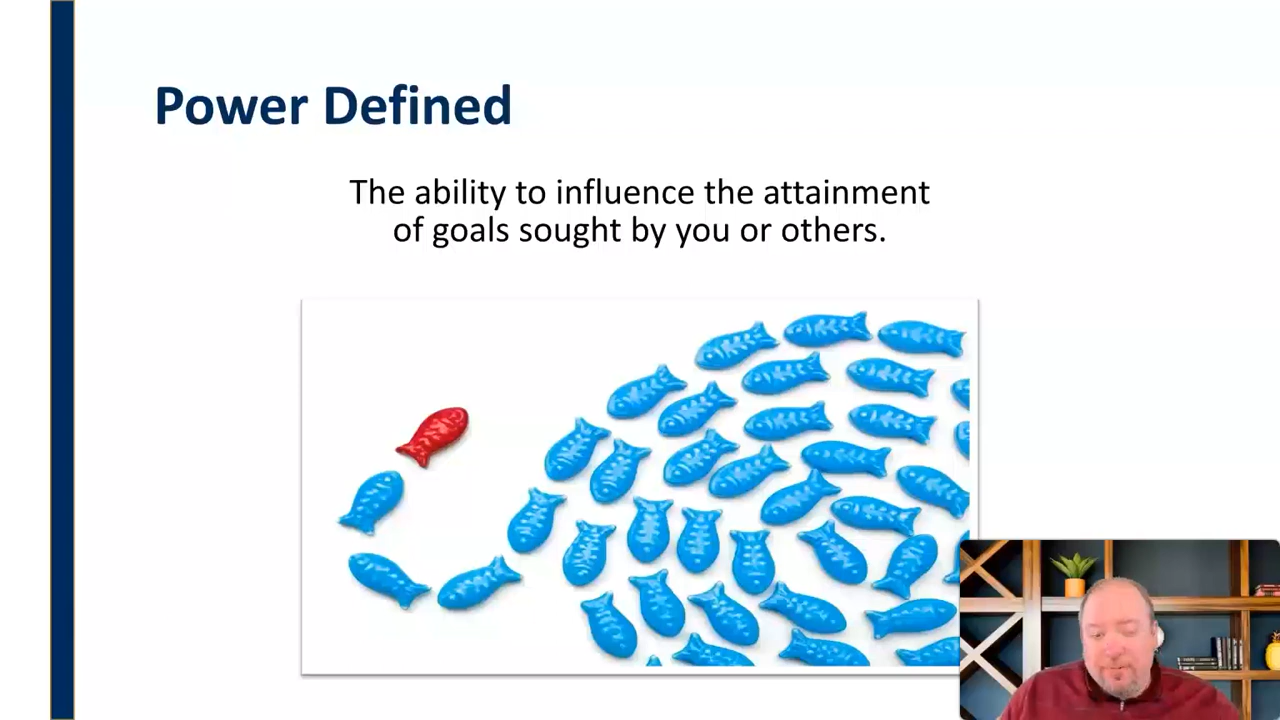 Power Defined
The ability to influence the attainment
of goals sought by you or others.